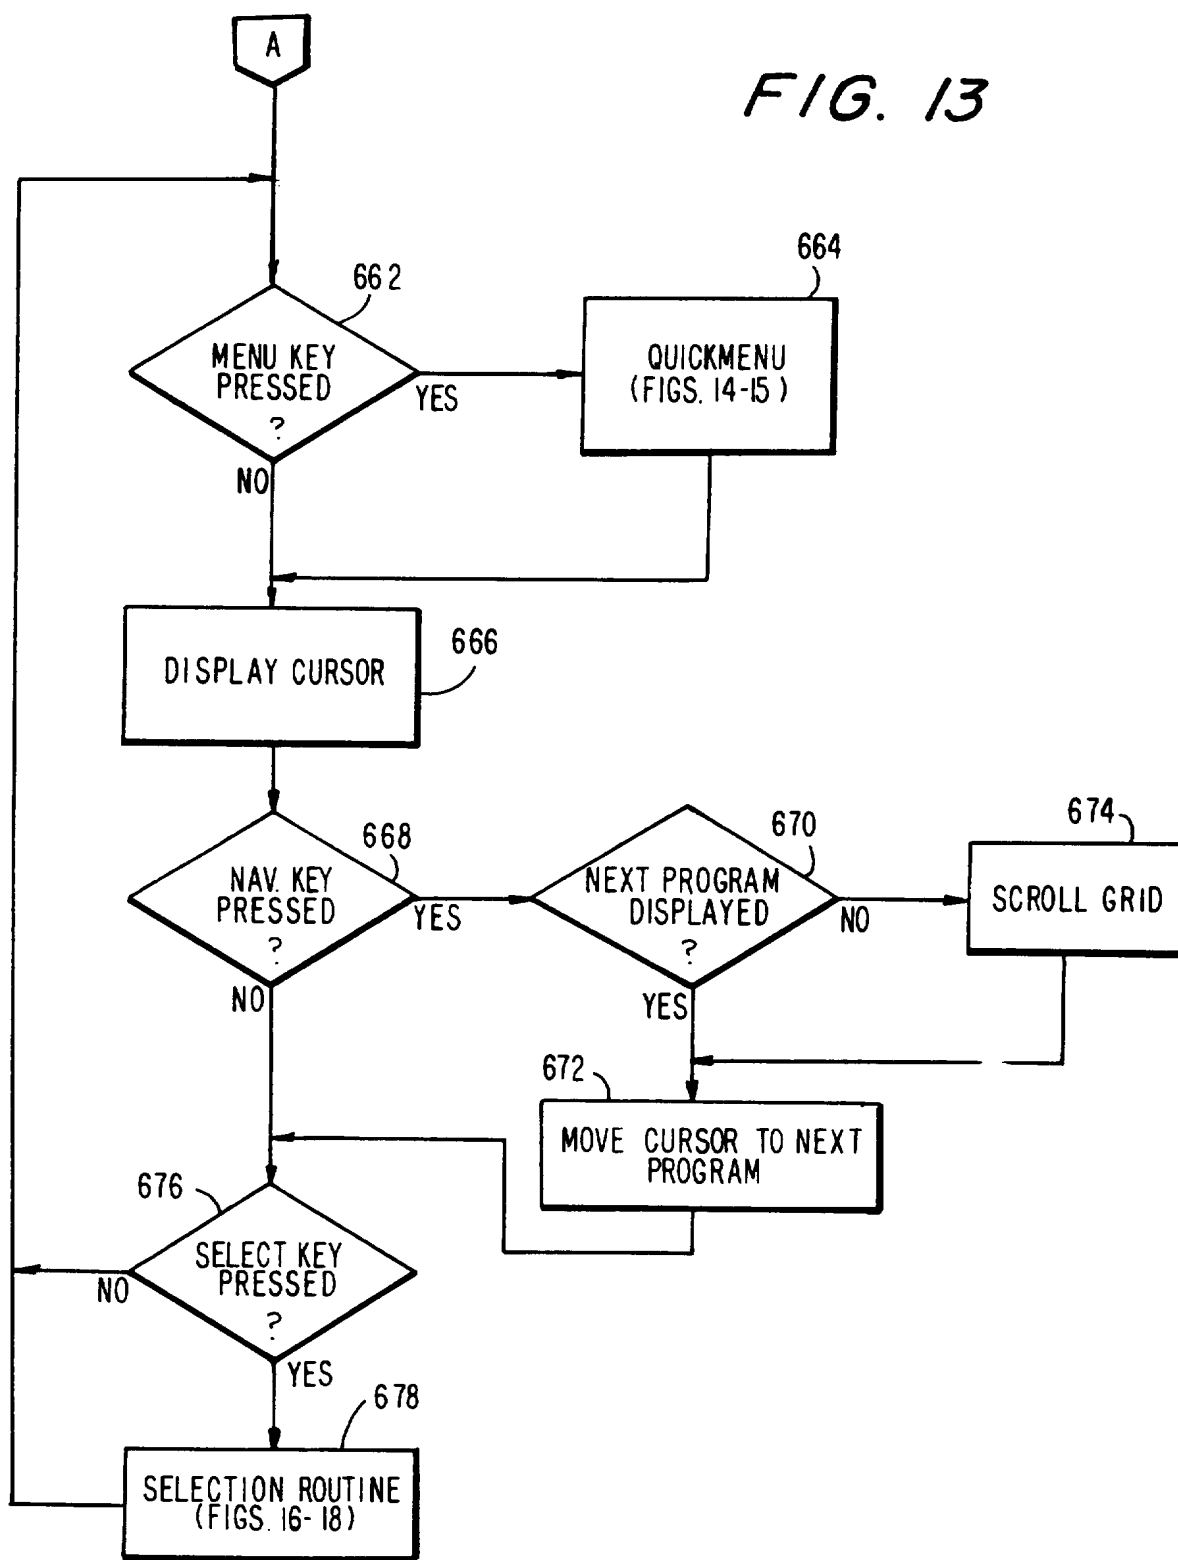 A
FIG. 13
662
MENU KEY
PRESSED
?
YES
NO
664
QUICKMENU
(FIGS. 14-15)
666
DISPLAY CURSOR
668
NAV. KEY
PRESSED
?
YES
NO
670
NEXT PROGRAM
DISPLAYED
?
NO
YES
674
SCROLL GRID
672
MOVE CURSOR TO NEXT
PROGRAM
676
SELECT KEY
PRESSED
?
NO
YES
678
SELECTION ROUTINE
(FIGS. 16-18)